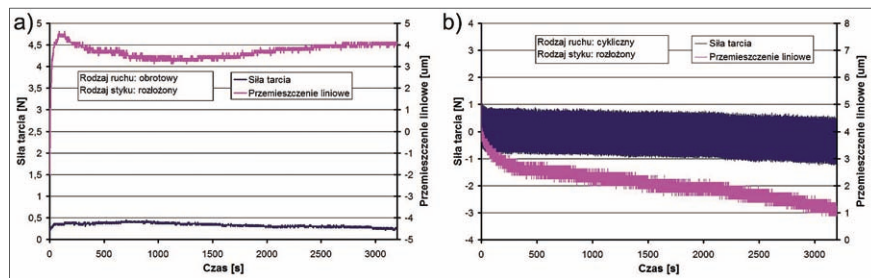 a)
Siła tarcia [N]
5
4,5
4
3,5
3
2,5
2
1,5
1
0,5
0
Rodzaj ruchu: obrotowy
Rodzaj styku: rozłożony
Siła tarcia
Przemieszczenie liniowe
5
4
3
2
1
0
-1
-2
-3
-4
-5
Przemieszczenie liniowe [um]
0 500 1000 1500 2000 2500 3000
Czas [s]
b)
Siła tarcia [N]
4
3
2
1
0
-1
-2
-3
-4
Rodzaj ruchu: cykliczny
Rodzaj styku: rozłożony
Siła tarcia
Przemieszczenie liniowe
8
7
6
5
4
3
2
1
0
Przemieszczenie liniowe [um]
0 500 1000 1500 2000 2500 3000
Czas [s]